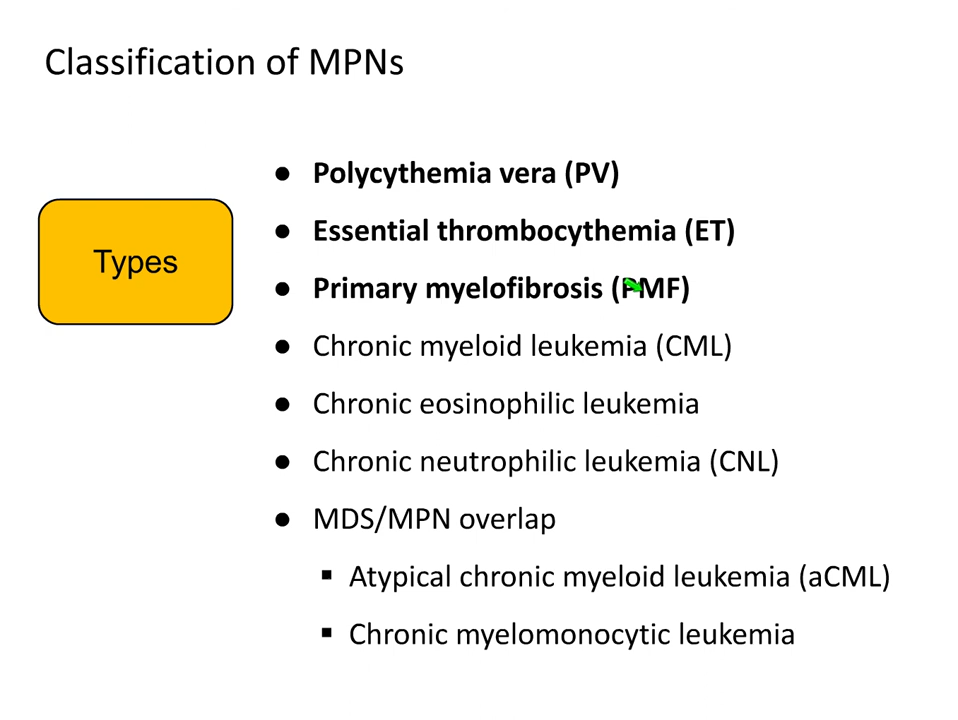 Classification of MPNs
Types
● Polycythemia vera (PV)
● Essential thrombocythemia (ET)
● Primary myelofibrosis (PMF)
● Chronic myeloid leukemia (CML)
● Chronic eosinophilic leukemia
● Chronic neutrophilic leukemia (CNL)
● MDS/MPN overlap
▪ Atypical chronic myeloid leukemia (aCML)
▪ Chronic myelomonocytic leukemia